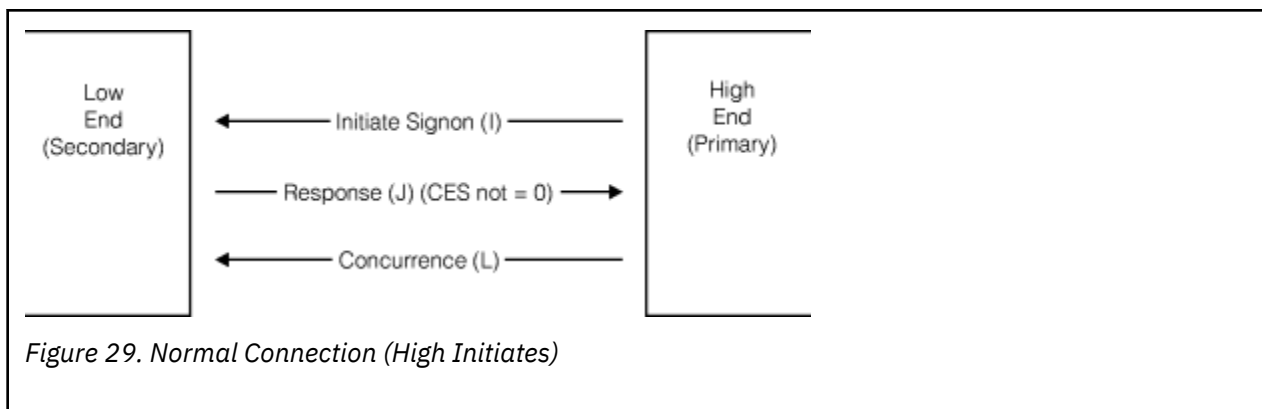 Low
End
(Secondary)
High
End
(Primary)
Initiate Signon (I)
Response (J) (CES not = 0)
Concurrence (L)
Figure 29. Normal Connection (High Initiates)